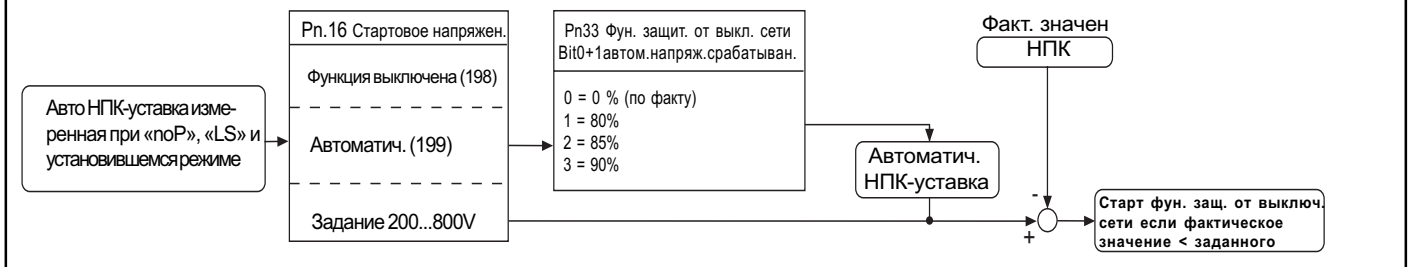 Авто НПК-уставка изме-
ренная при «noP», «LS» и
установившемся режиме
Pn.16 Стартовое напряжен.
Функция выключена (198)
Автоматич. (199)
Задание 200...800V
Pn33 Фун. защит. от выкл. сети
Bit0+1автом.напряж.срабатыван.
0 = 0 % (по факту)
1 = 80%
2 = 85%
3 = 90%
Автоматич.
НПК-уставка
Факт. значен
НПК
-
+
Старт фун. защ. от выключ.
сети если фактическое
значение < заданного